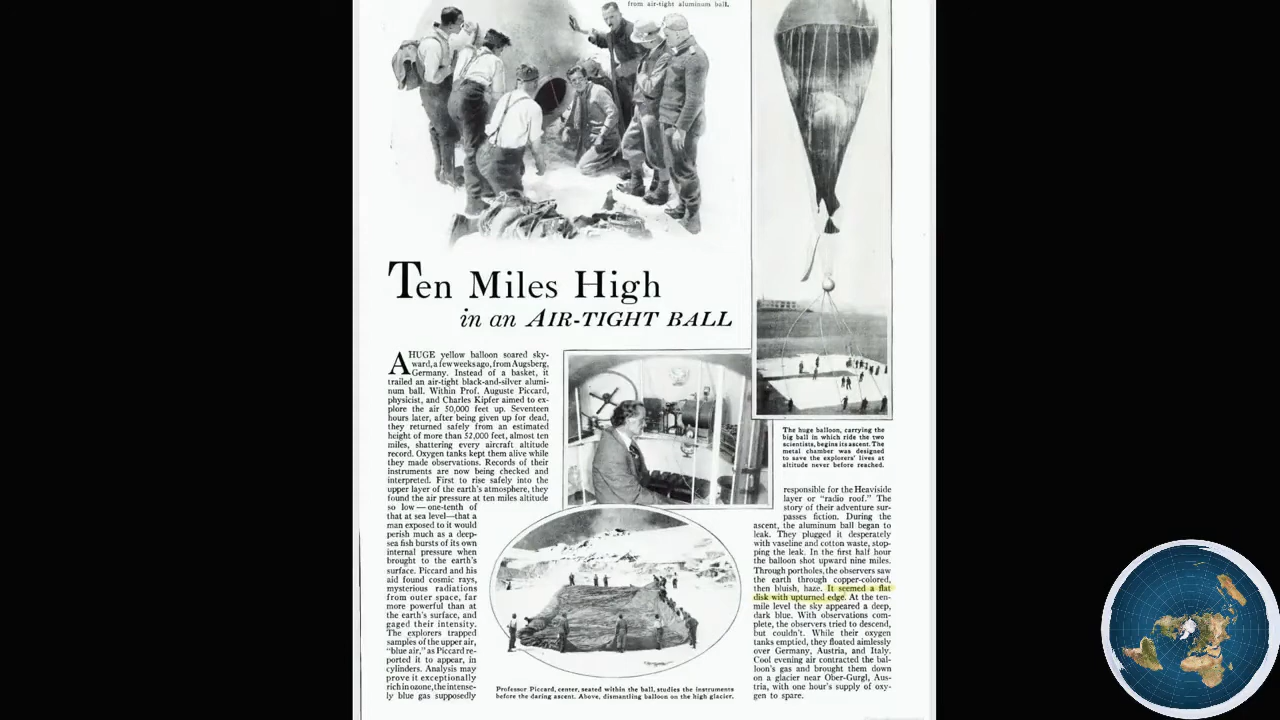 from air-tight aluminum ball.
Ten Miles High
in an AIR-TIGHT BALL
A HUGE yellow balloon soared sky-
ward, a few weeks ago, from Augsberg,
Germany. Instead of a basket, it
trailed an air-tight black-and-silver alumi-
num ball. Within Prof. Auguste Piccard,
physicist, and Charles Kipfer aimed to ex-
plore the air 50,000 feet up. Seventeen
hours later, after being given up for dead,
they returned safely from an estimated
height of more than 52,000 feet, almost ten
miles, shattering every aircraft altitude
record. Oxygen tanks kept them alive while
they made observations. Records of their
instruments are now being checked and
interpreted. First to rise safely into the
upper layer of the earth's atmosphere, they
found the air pressure at ten miles altitude
so low—one-tenth of
that at sea level—that a
man exposed to it would
perish much as a deep-
sea fish bursts of its own
internal pressure when
brought to the earth's
surface. Piccard and his
aid found cosmic rays,
mysterious radiations
from outer space, far
more powerful than at
the earth's surface, and
gaged their intensity.
The explorers trapped
samples of the upper air,
"blue air," as Piccard re-
ported it to appear, in
cylinders. Analysis may
prove it exceptionally
rich in ozone, the intense-
ly blue gas supposedly
Professor Piccard, center, seated within the ball, studies the instruments
before the daring ascent. Above, dismantling balloon on the high glacier.
The huge balloon, carrying the
big ball in which ride the two
scientists, begins its ascent. The
metal chamber was designed
to save the explorers' lives at
altitude never before reached.
responsible for the Heaviside
layer or "radio roof." The
story of their adventure sur-
passes fiction. During the
ascent, the aluminum ball began to
leak. They plugged it desperately
with vaseline and cotton waste, stop-
ping the leak. In the first half hour
the balloon shot upward nine miles.
Through portholes, the observers saw
the earth through copper-colored,
then bluish, haze. It seemed a flat
disk with upturned edge. At the ten-
mile level the sky appeared a deep,
dark blue. With observations com-
plete, the observers tried to descend,
but couldn't. While their oxygen
tanks emptied, they floated aimlessly
over Germany, Austria, and Italy.
Cool evening air contracted the bal-
loon's gas and brought them down
on a glacier near Ober-Gurgl, Aus-
tria, with one hour's supply of oxy-
gen to spare.